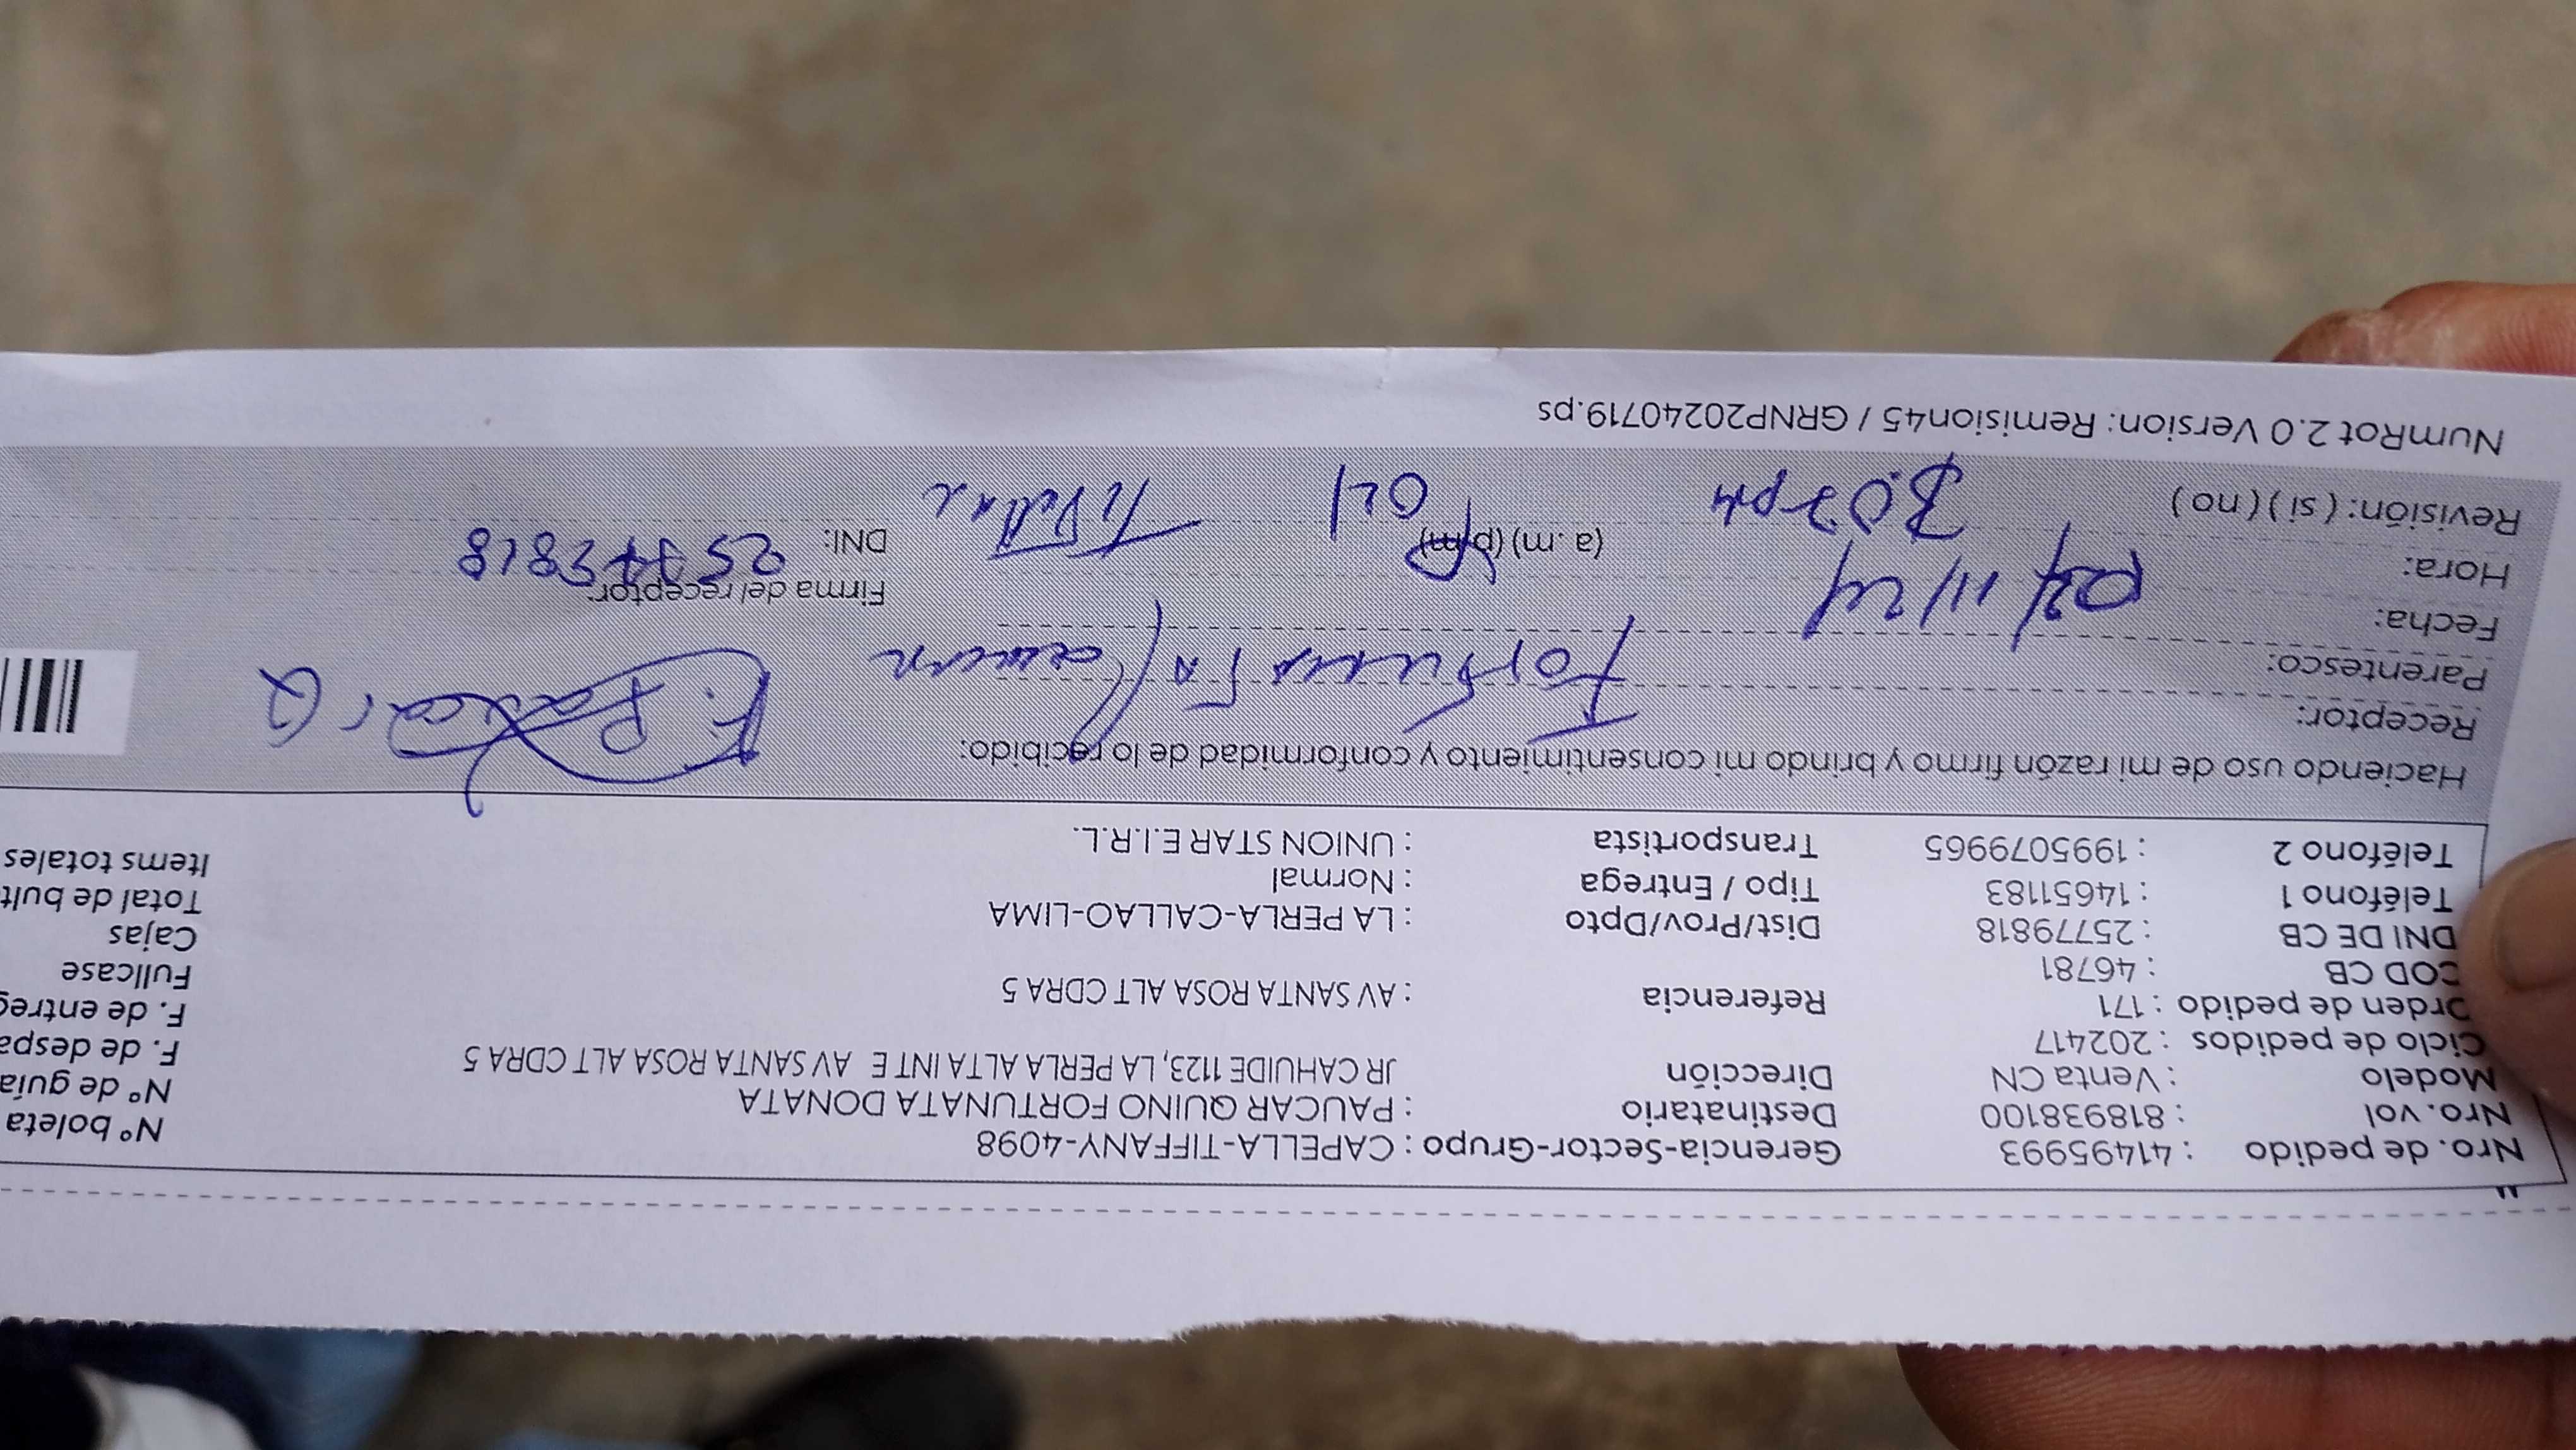 Nro. de pedido : 41495993 Gerencia-Sector-Grupo : CAPELLA-TIFFANY-4098 N° boleta
Nro. vol : 818938100 Destinatario : PAUCAR QUINO FORTUNATA DONATA N° de guía
Modelo : Venta CN Dirección JR CAHUIDE 1123, LA PERLA ALTA INT E AV SANTA ROSA ALT CDRA 5 F. de despa
Ciclo de pedidos : 202417 F. de entreg
Orden de pedido : 171 Referencia : AV SANTA ROSA ALT CDRA 5 Fullcase
COD CB : 46781 Cajas
DNI DE CB : 25779818 Dist/Prov/Dpto : LA PERLA-CALLAO-LIMA Total de bult
Teléfono 1 : 14651183 Tipo / Entrega : Normal Items totales
Teléfono 2 : 1995079965 Transportista : UNION STAR E.I.R.L.
Haciendo uso de mi razón firmo y brindo mi consentimiento y conformidad de lo recibido:
Receptor: Fortunata Paucar
Parentesco: F. Paucar Q
Fecha: 11/24 Firma del receptor:
Hora: (a.m) (p.m) DNI:
Revisión: ( si ) ( no ) 3.07 pm
NumRot 2.0 Version: Remision45 / GRNP20240719.ps